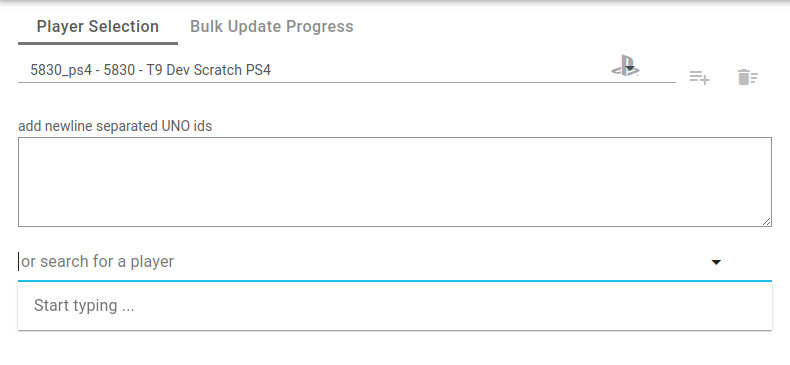 Player Selection Bulk Update Progress
5830_ps4 - 5830 - T9 Dev Scratch PS4
add newline separated UNO ids
or search for a player
Start typing ...